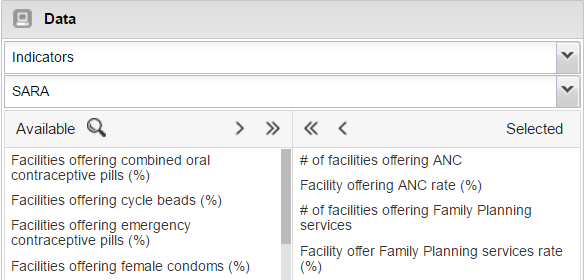 Data
Indicators
SARA
Available
Selected
Facilities offering combined oral
contraceptive pills (%)
Facilities offering cycle beads (%)
Facilities offering emergency
contraceptive pills (%)
Facilities offering female condoms (%)
# of facilities offering ANC
Facility offering ANC rate (%)
# of facilities offering Family Planning
services
Facility offer Family Planning services rate
(%)